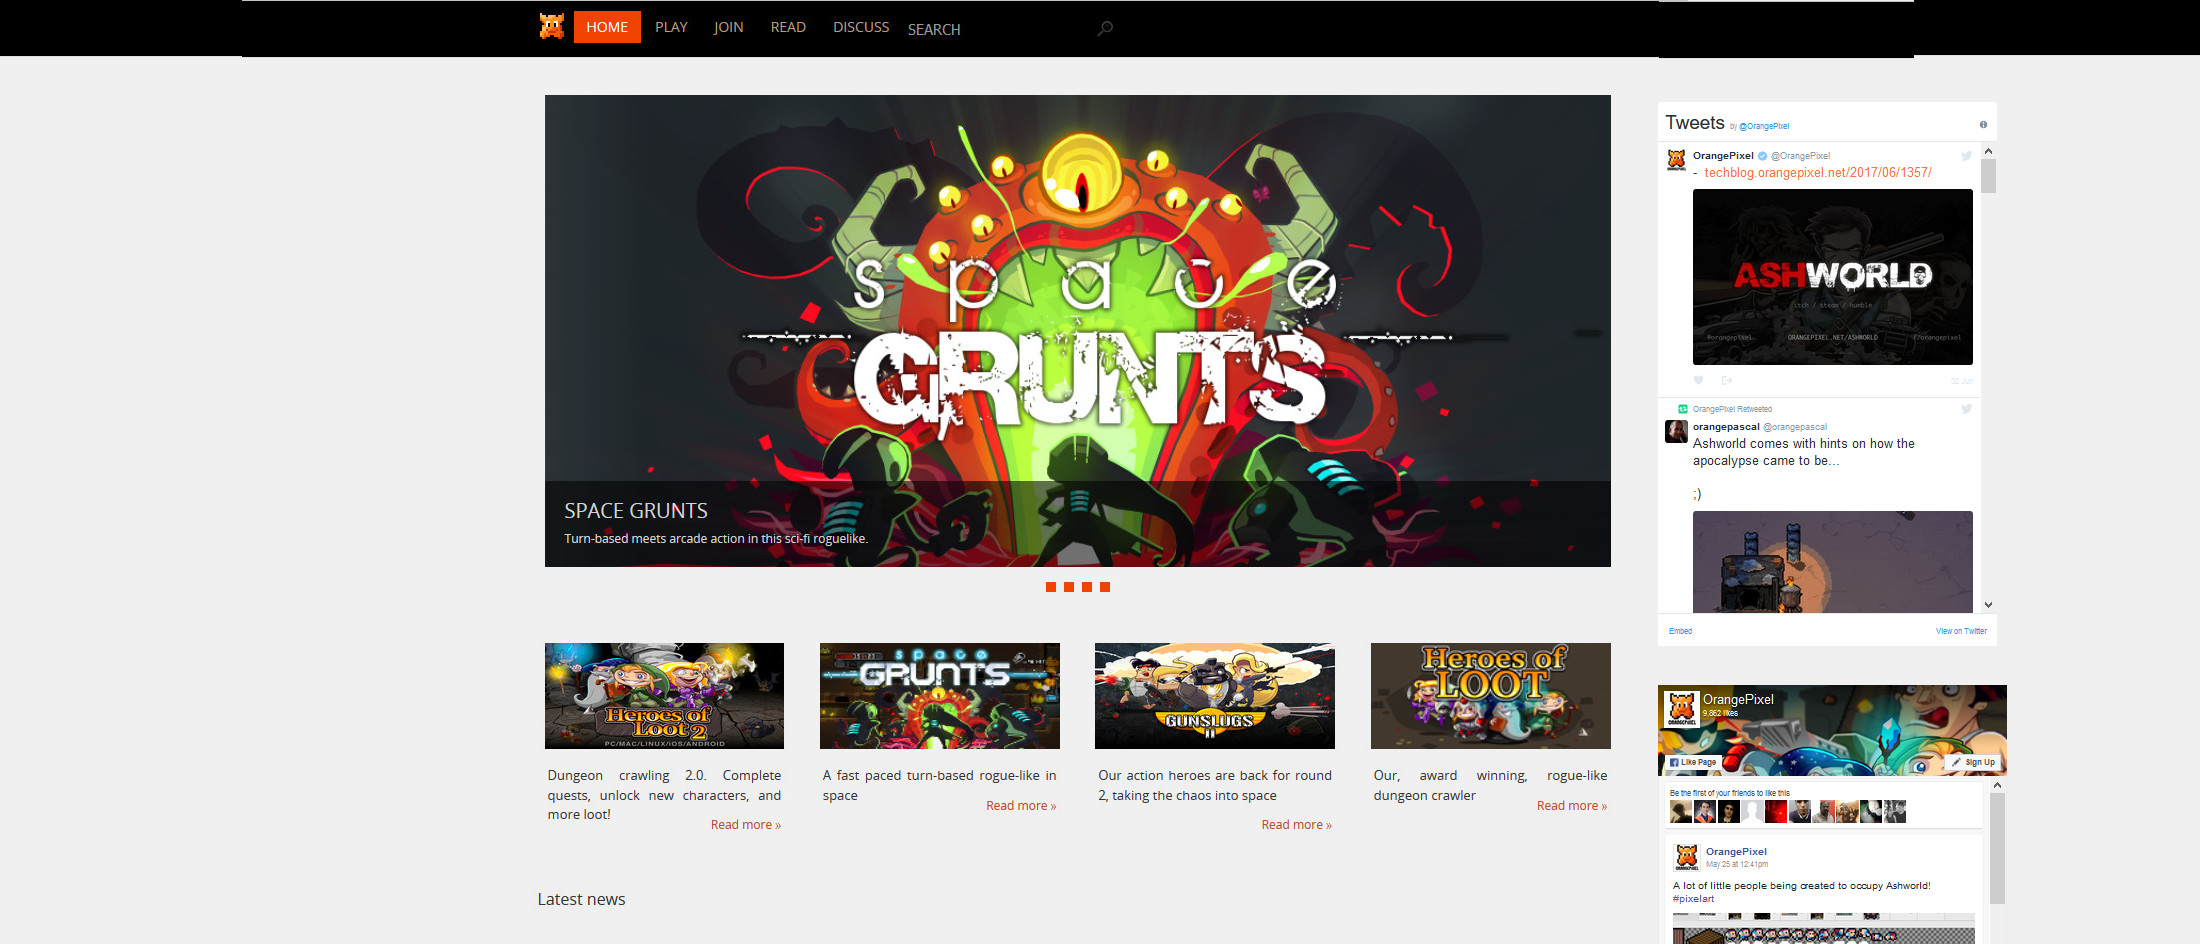 HOME PLAY JOIN READ DISCUSS SEARCH
space
GRUNTS
SPACE GRUNTS
Turn-based meets arcade action in this sci-fi roguelike.
Heroes of
Loot 2
PC/MAC/LINUX/IOS/ANDROID
Dungeon crawling 2.0. Complete
quests, unlock new characters, and
more loot!
Read more »
space
GRUNTS
A fast paced turn-based rogue-like in
space
Read more »
GUNSLUGS
II
Our action heroes are back for round
2, taking the chaos into space
Read more »
Heroes of
LOOT
Our, award winning, rogue-like
dungeon crawler
Read more »
Latest news
Tweets by @OrangePixel
OrangePixel @OrangePixel
- techblog.orangepixel.net/2017/06/1357/
ASHWORLD
itch / steam / humble
@orangepixel ORANGEPIXEL.NET/ASHWORLD f/orangepixel
02 Jun
OrangePixel Retweeted
orangepascal @orangepascal
Ashworld comes with hints on how the
apocalypse came to be...
;)
Embed View on Twitter
OrangePixel
9,862 likes
ORANGEPIXEL
Like Page Sign Up
Be the first of your friends to like this
OrangePixel
May 25 at 12:41pm
A lot of little people being created to occupy Ashworld!
#pixelart